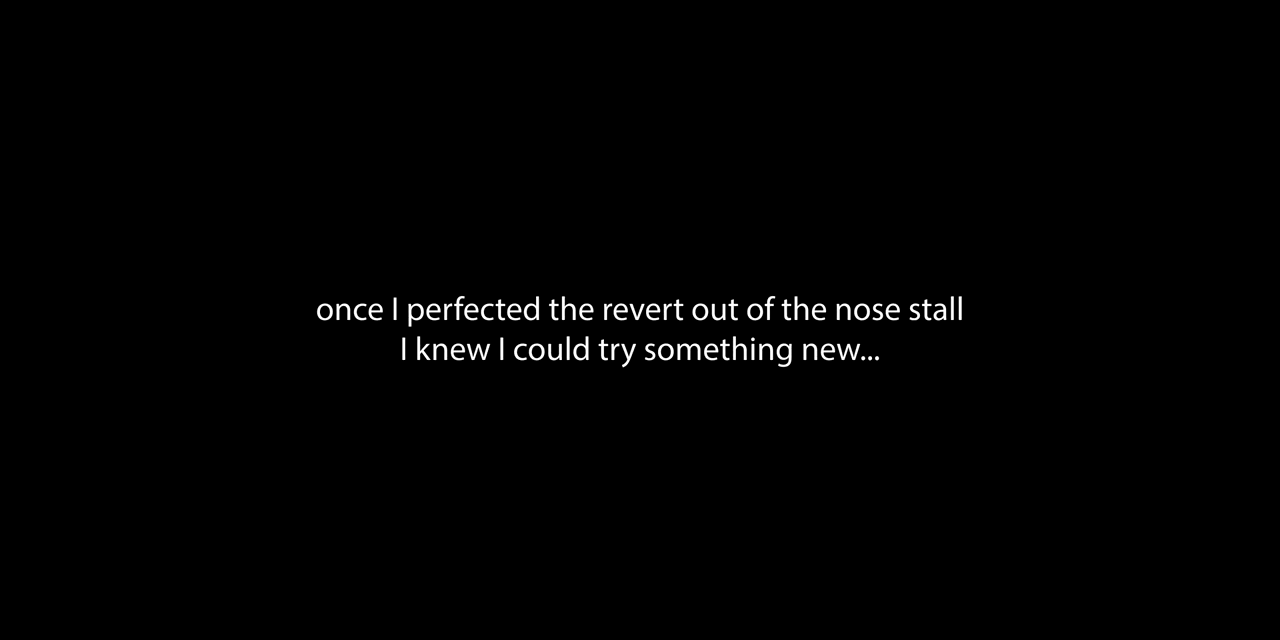 once I perfected the revert out of the nose stall
I knew I could try something new...